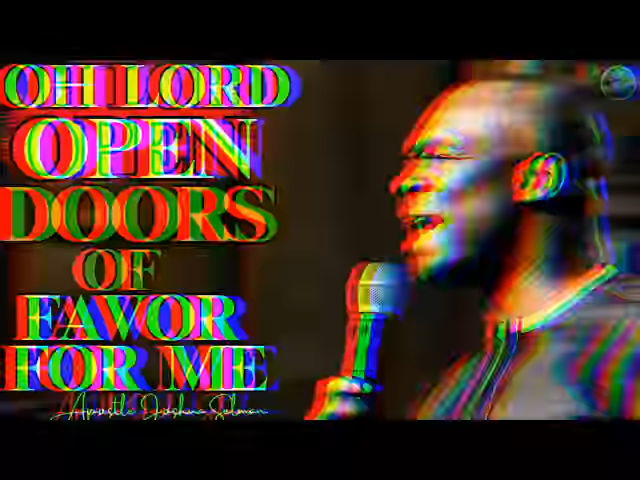 OH LORD
OPEN
DOORS
OF
FAVOR
FOR ME
Apostle Joshua Selman